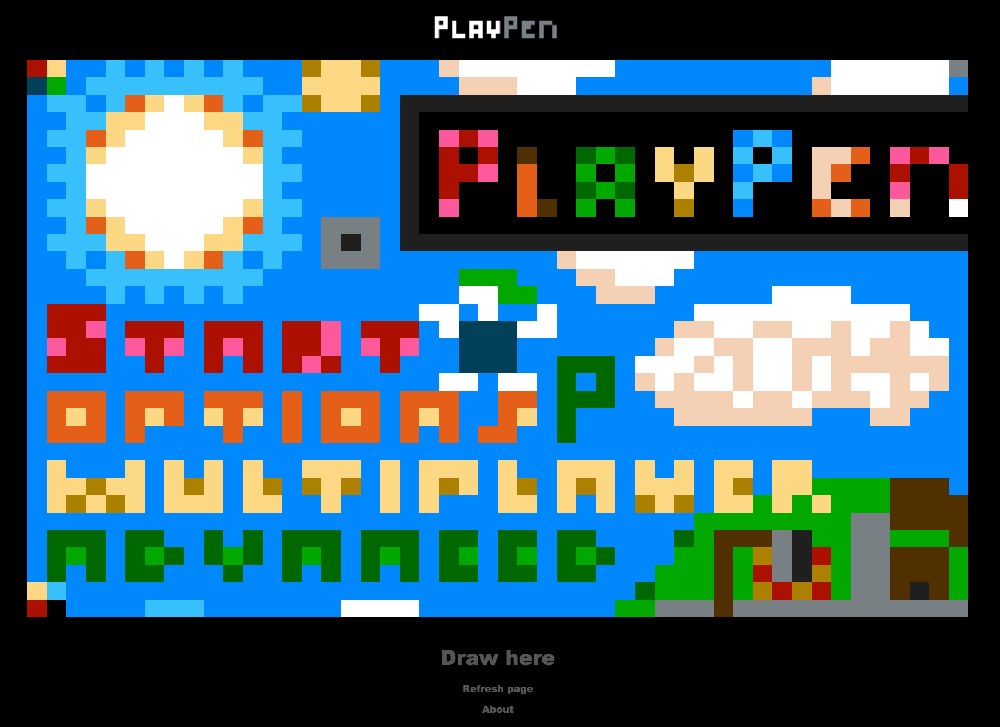 PLAYPEN
PLAYPEN
START
OPTIONS P
MULTIPLAYER
ADVANCED
Draw here
Refresh page
About